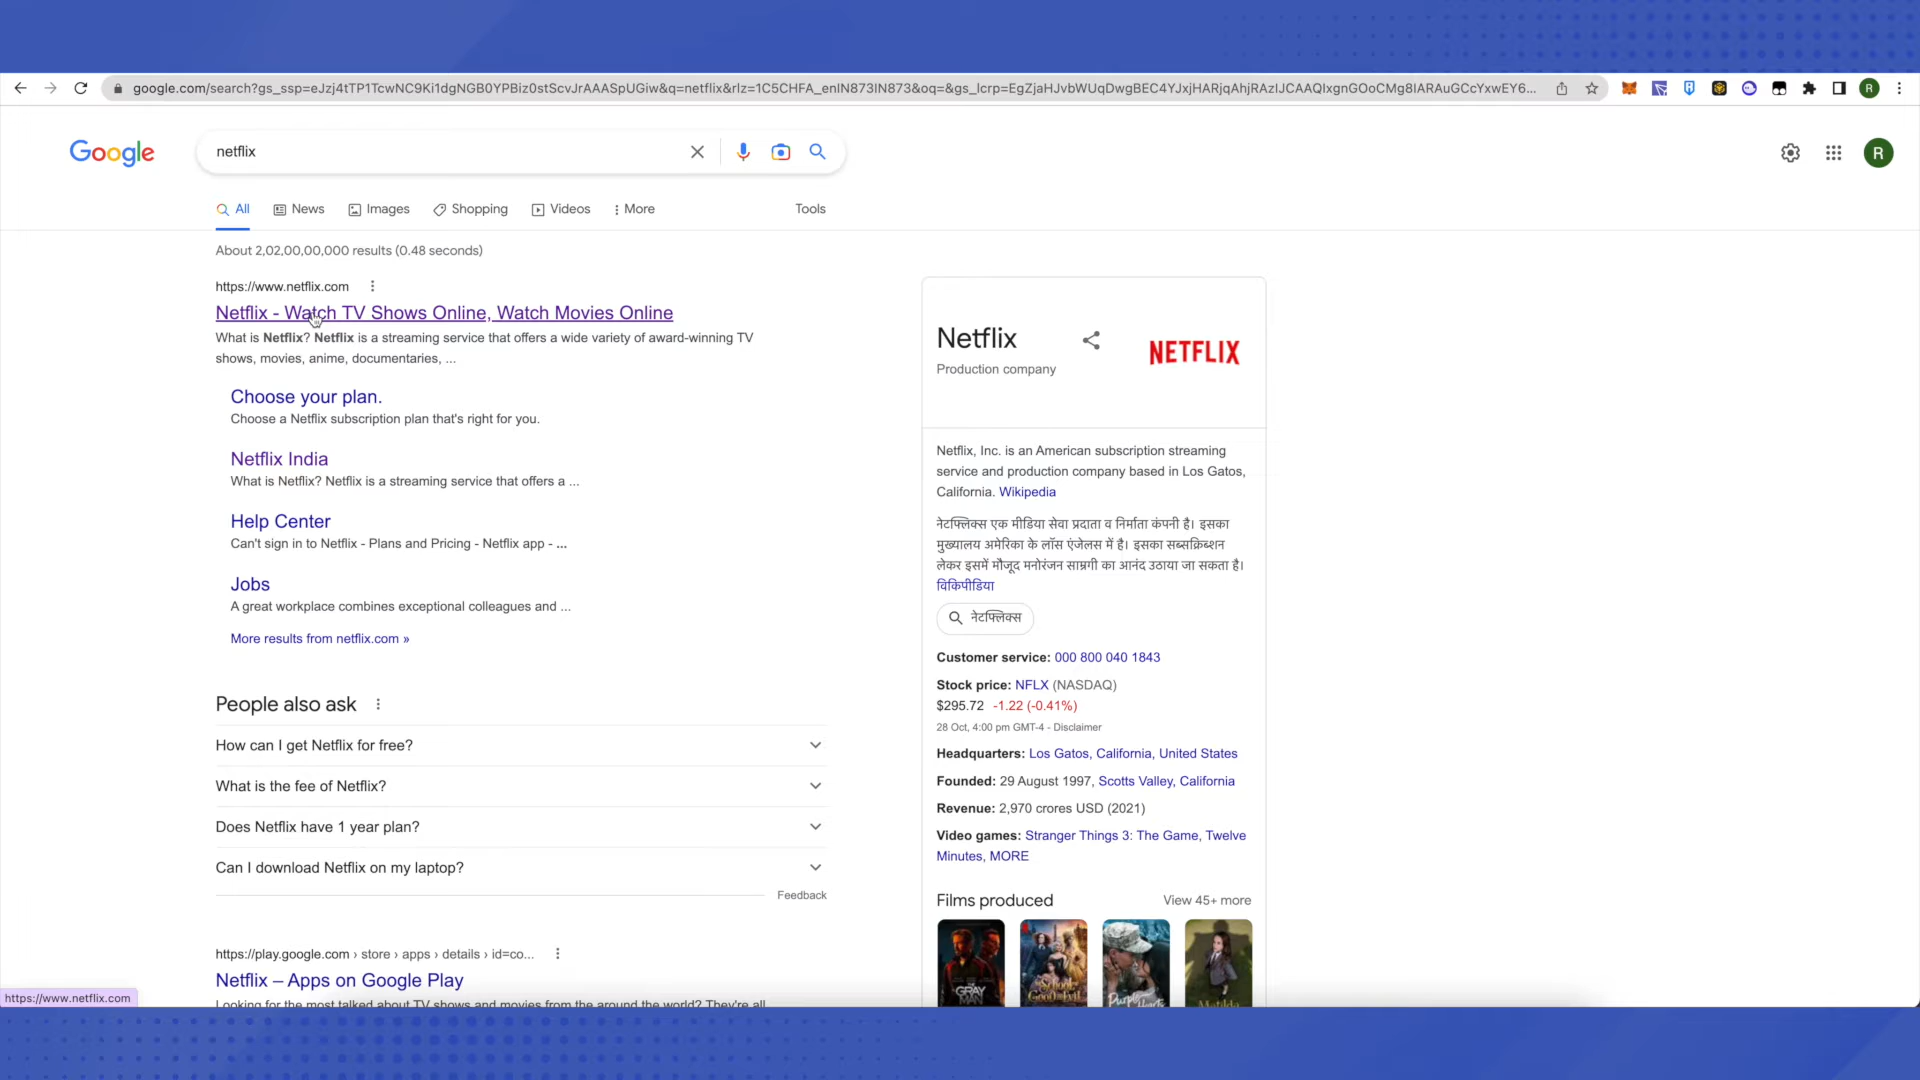 google.com/search?gs_ssp=eJzj4tTP1TcwNC9Ki1dgNGB0YPBiz0stScvJrAAASpUGiw&q=netflix&rlz=1C5CHFA_enIN873IN873&oq=&gs_lcrp=EgZjaHJvbWUqDwgBEC4YJxjHARjqAhjRAzIJCAAQIxgnGOoCMg8IARAuGCcYxwEY6...
R
Google
netflix
R
All
News
Images
Shopping
Videos
More
Tools
About 2,02,00,00,000 results (0.48 seconds)
https://www.netflix.com
Netflix - Watch TV Shows Online, Watch Movies Online
What is Netflix? Netflix is a streaming service that offers a wide variety of award-winning TV
shows, movies, anime, documentaries, ...
Choose your plan.
Choose a Netflix subscription plan that's right for you.
Netflix India
What is Netflix? Netflix is a streaming service that offers a ...
Help Center
Can't sign in to Netflix - Plans and Pricing - Netflix app - ...
Jobs
A great workplace combines exceptional colleagues and ...
More results from netflix.com »
People also ask
How can I get Netflix for free?
What is the fee of Netflix?
Does Netflix have 1 year plan?
Can I download Netflix on my laptop?
Feedback
https://play.google.com › store › apps › details › id=co...
Netflix – Apps on Google Play
Looking for the most talked about TV shows and movies from the around the world? They're all
https://www.netflix.com
Netflix
Production company
NETFLIX
Netflix, Inc. is an American subscription streaming
service and production company based in Los Gatos,
California. Wikipedia
नेटफ्लिक्स एक मीडिया सेवा प्रदाता व निर्माता कंपनी है। इसका
मुख्यालय अमेरिका के लॉस एंजेलस में है। इसका सब्सक्रिब्शन
लेकर इसमें मौजूद मनोरंजन साम्रगी का आनंद उठाया जा सकता है।
विकिपीडिया
नेटफ्लिक्स
Customer service: 000 800 040 1843
Stock price: NFLX (NASDAQ)
$295.72 -1.22 (-0.41%)
28 Oct, 4:00 pm GMT-4 - Disclaimer
Headquarters: Los Gatos, California, United States
Founded: 29 August 1997, Scotts Valley, California
Revenue: 2,970 crores USD (2021)
Video games: Stranger Things 3: The Game, Twelve
Minutes, MORE
Films produced
View 45+ more
GRAY MAN
School Good Evil
Purple Hearts
Matilda